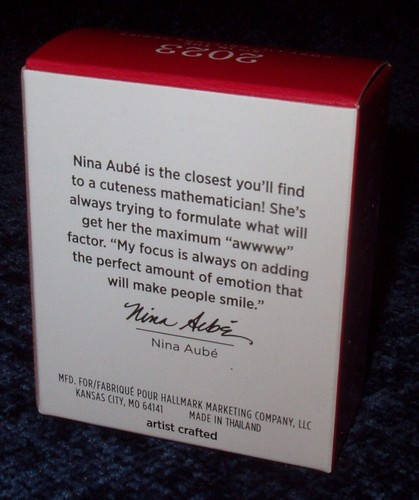 2023
Nina Aubé is the closest you'll find
to a cuteness mathematician! She's
always trying to formulate what will
get her the maximum "awwww"
factor. "My focus is always on adding
the perfect amount of emotion that
will make people smile."
Nina Aubé
Nina Aubé
MFD. FOR/FABRIQUÉ POUR HALLMARK MARKETING COMPANY, LLC
KANSAS CITY, MO 64141 MADE IN THAILAND
artist crafted